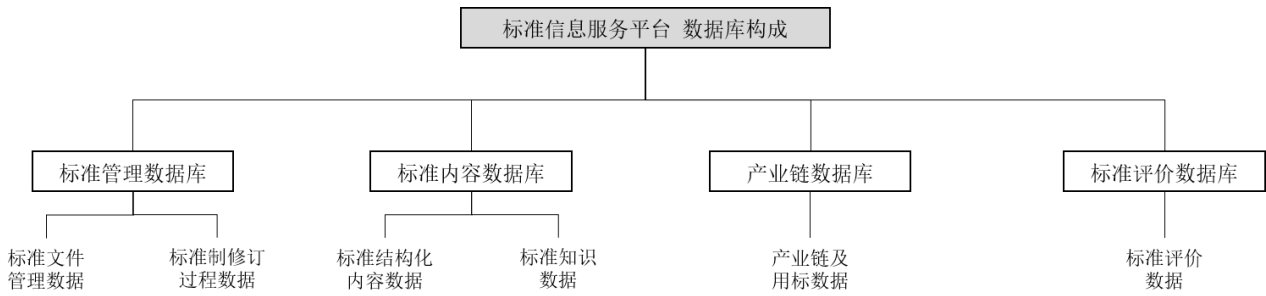 标准信息服务平台 数据库构成
标准管理数据库
标准内容数据库
产业链数据库
标准评价数据库
标准文件
管理数据
标准制修订
过程数据
标准结构化
内容数据
标准知识
数据
产业链及
用标数据
标准评价
数据